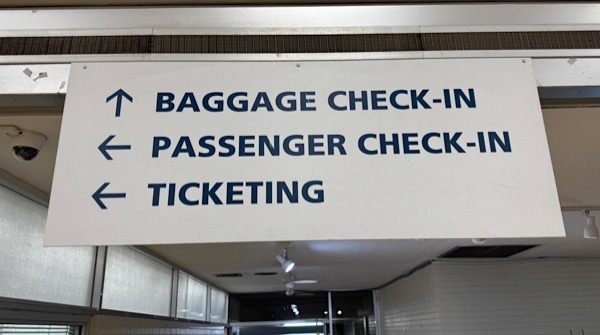 ↑ BAGGAGE CHECK-IN
← PASSENGER CHECK-IN
← TICKETING